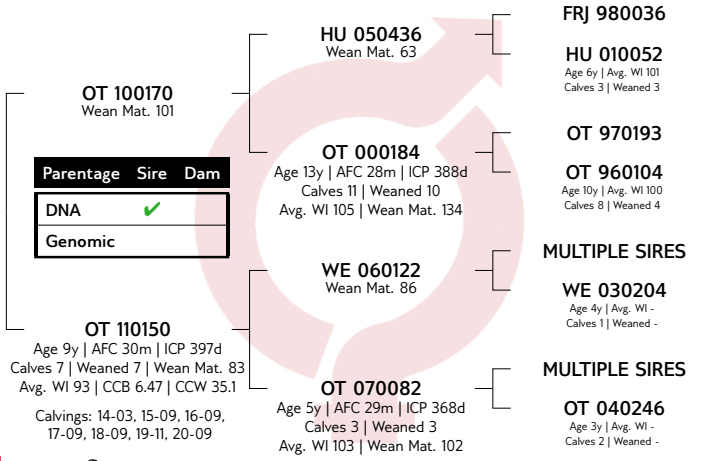 FRJ 980036
HU 050436
Wean Mat. 63
HU 010052
Age 6y | Avg. WI 101
Calves 3 | Weaned 3
OT 100170
Wean Mat. 101
OT 970193
OT 000184
Age 13y | AFC 28m | ICP 388d
Calves 11 | Weaned 10
Avg. WI 105 | Wean Mat. 134
OT 960104
Age 10y | Avg. WI 100
Calves 8 | Weaned 4
Parentage Sire Dam
DNA ✔
Genomic
MULTIPLE SIRES
WE 060122
Wean Mat. 86
WE 030204
Age 4y | Avg. WI -
Calves 1 | Weaned -
OT 110150
Age 9y | AFC 30m | ICP 397d
Calves 7 | Weaned 7 | Wean Mat. 83
Avg. WI 93 | CCB 6.47 | CCW 35.1
Calvings: 14-03, 15-09, 16-09,
17-09, 18-09, 19-11, 20-09
MULTIPLE SIRES
OT 070082
Age 5y | AFC 29m | ICP 368d
Calves 3 | Weaned 3
Avg. WI 103 | Wean Mat. 102
OT 040246
Age 3y | Avg. WI -
Calves 2 | Weaned -